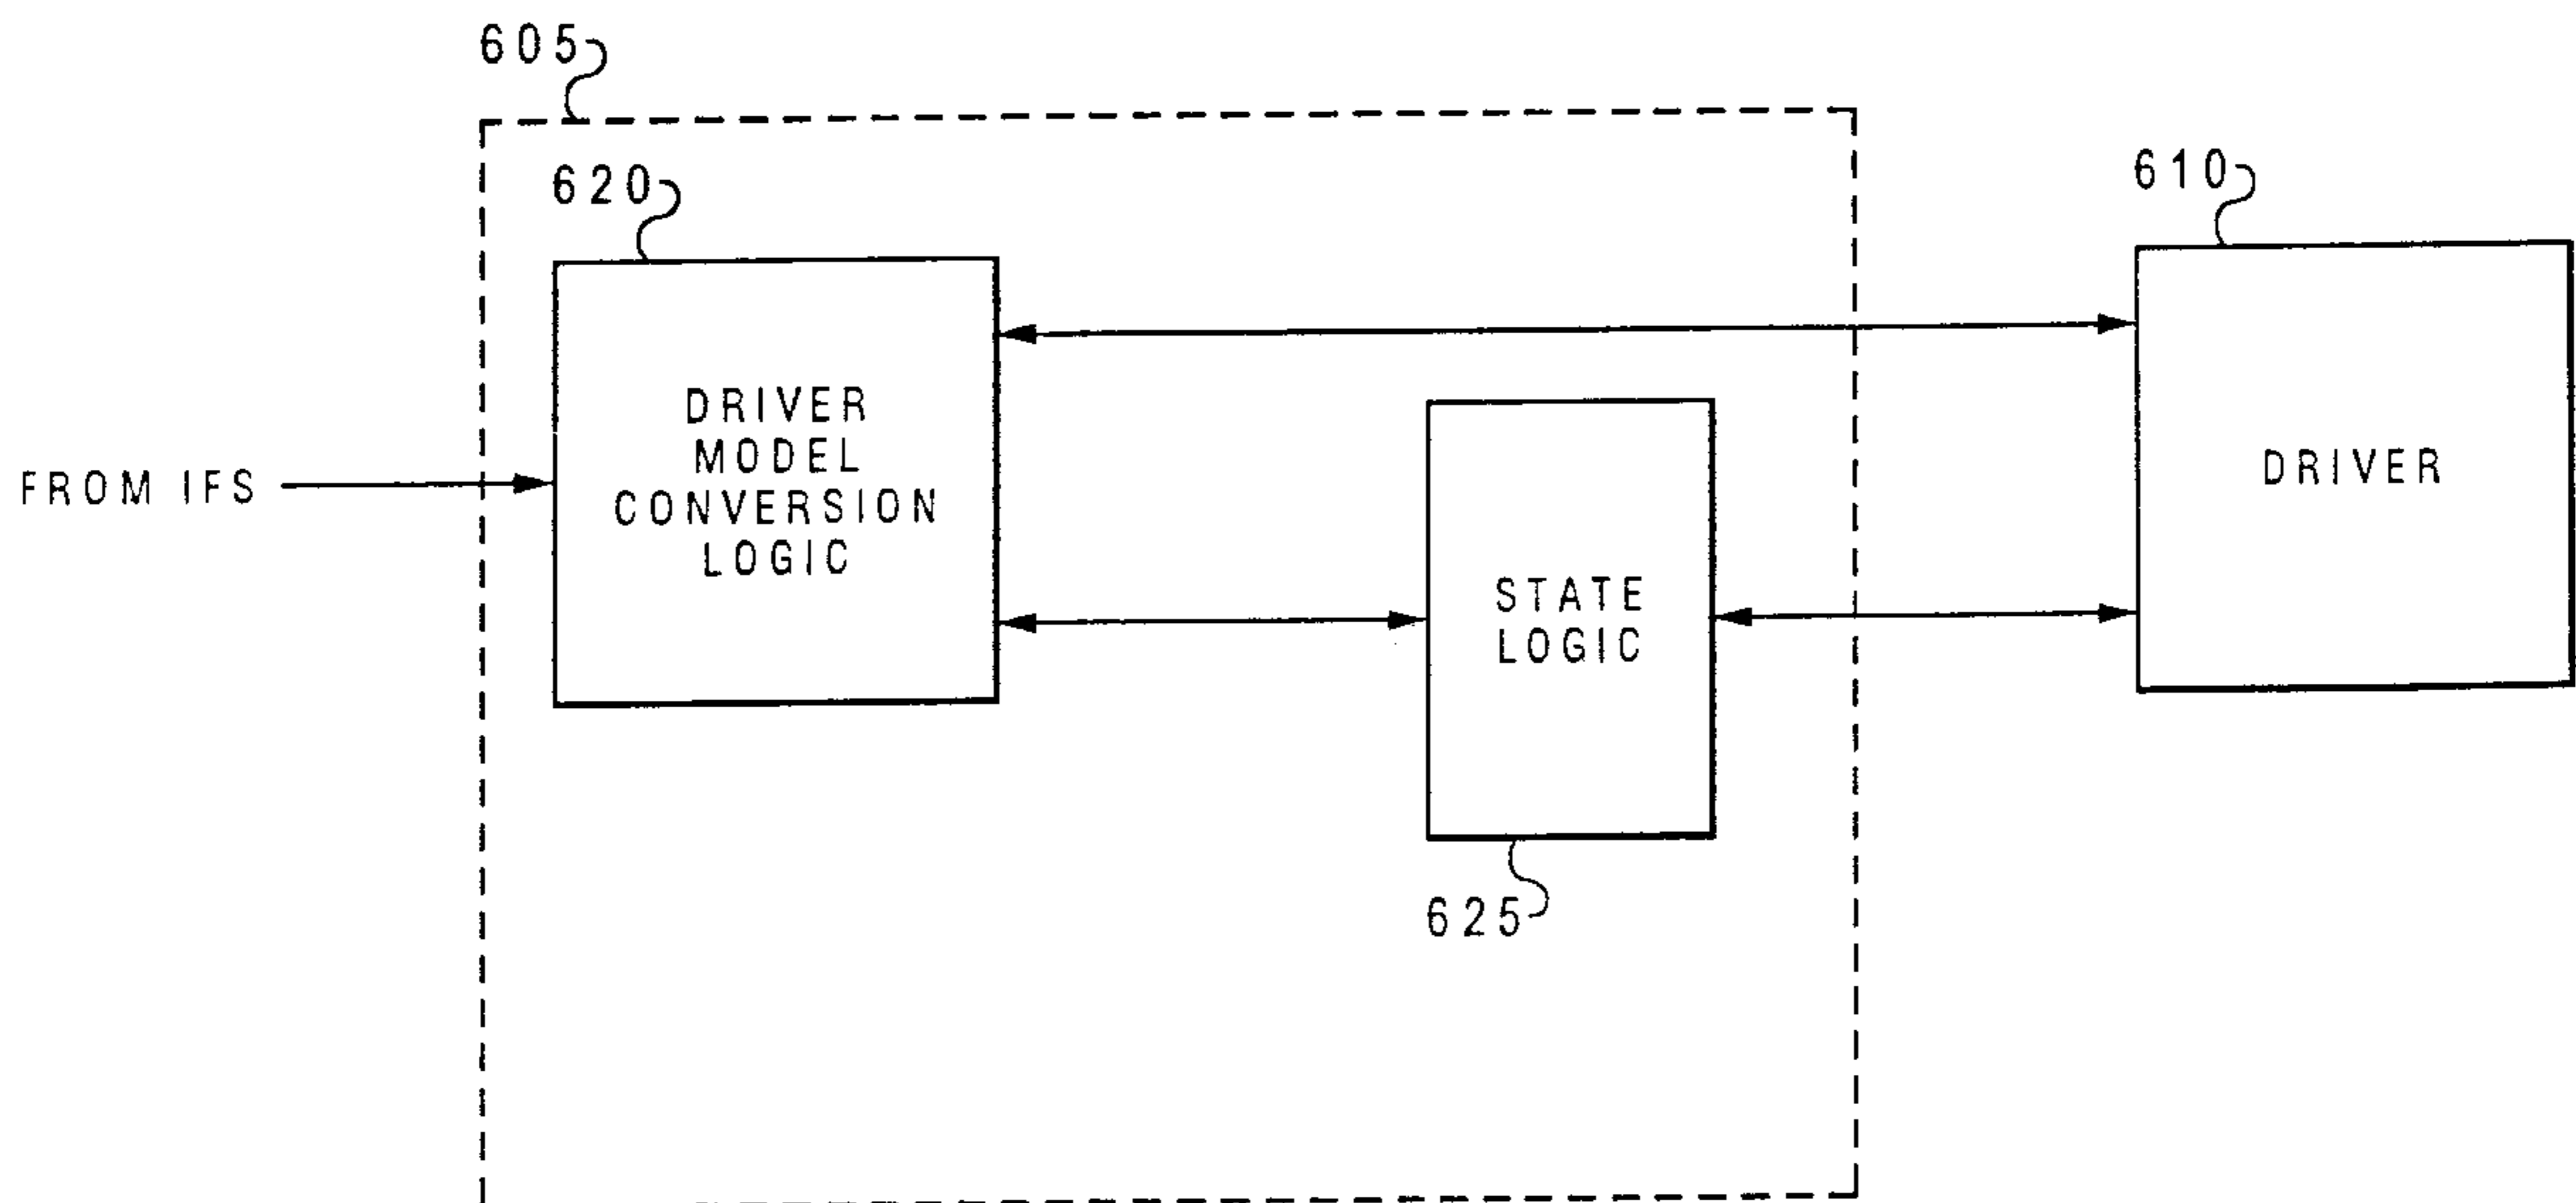 605
620
610
DRIVER
MODEL
CONVERSION
LOGIC
FROM IFS
DRIVER
STATE
LOGIC
625